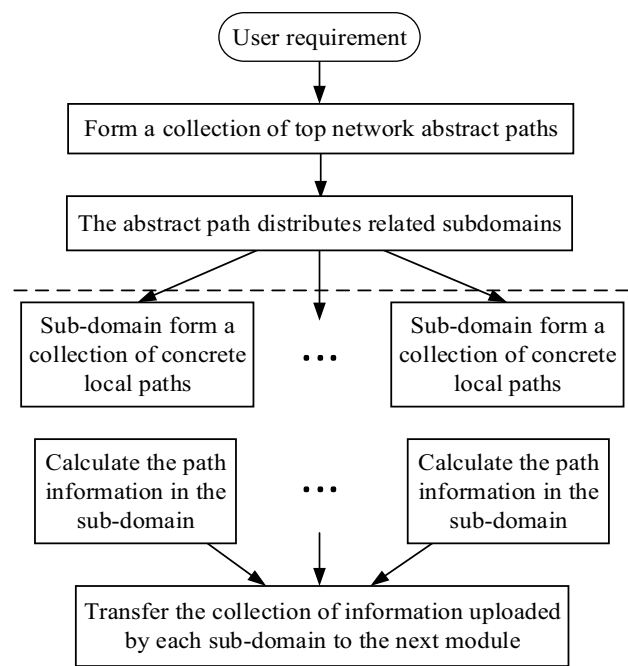 User requirement
Form a collection of top network abstract paths
The abstract path distributes related subdomains
Sub-domain form a
collection of concrete
local paths
...
Sub-domain form a
collection of concrete
local paths
Calculate the path
information in the
sub-domain
...
Calculate the path
information in the
sub-domain
Transfer the collection of information uploaded
by each sub-domain to the next module